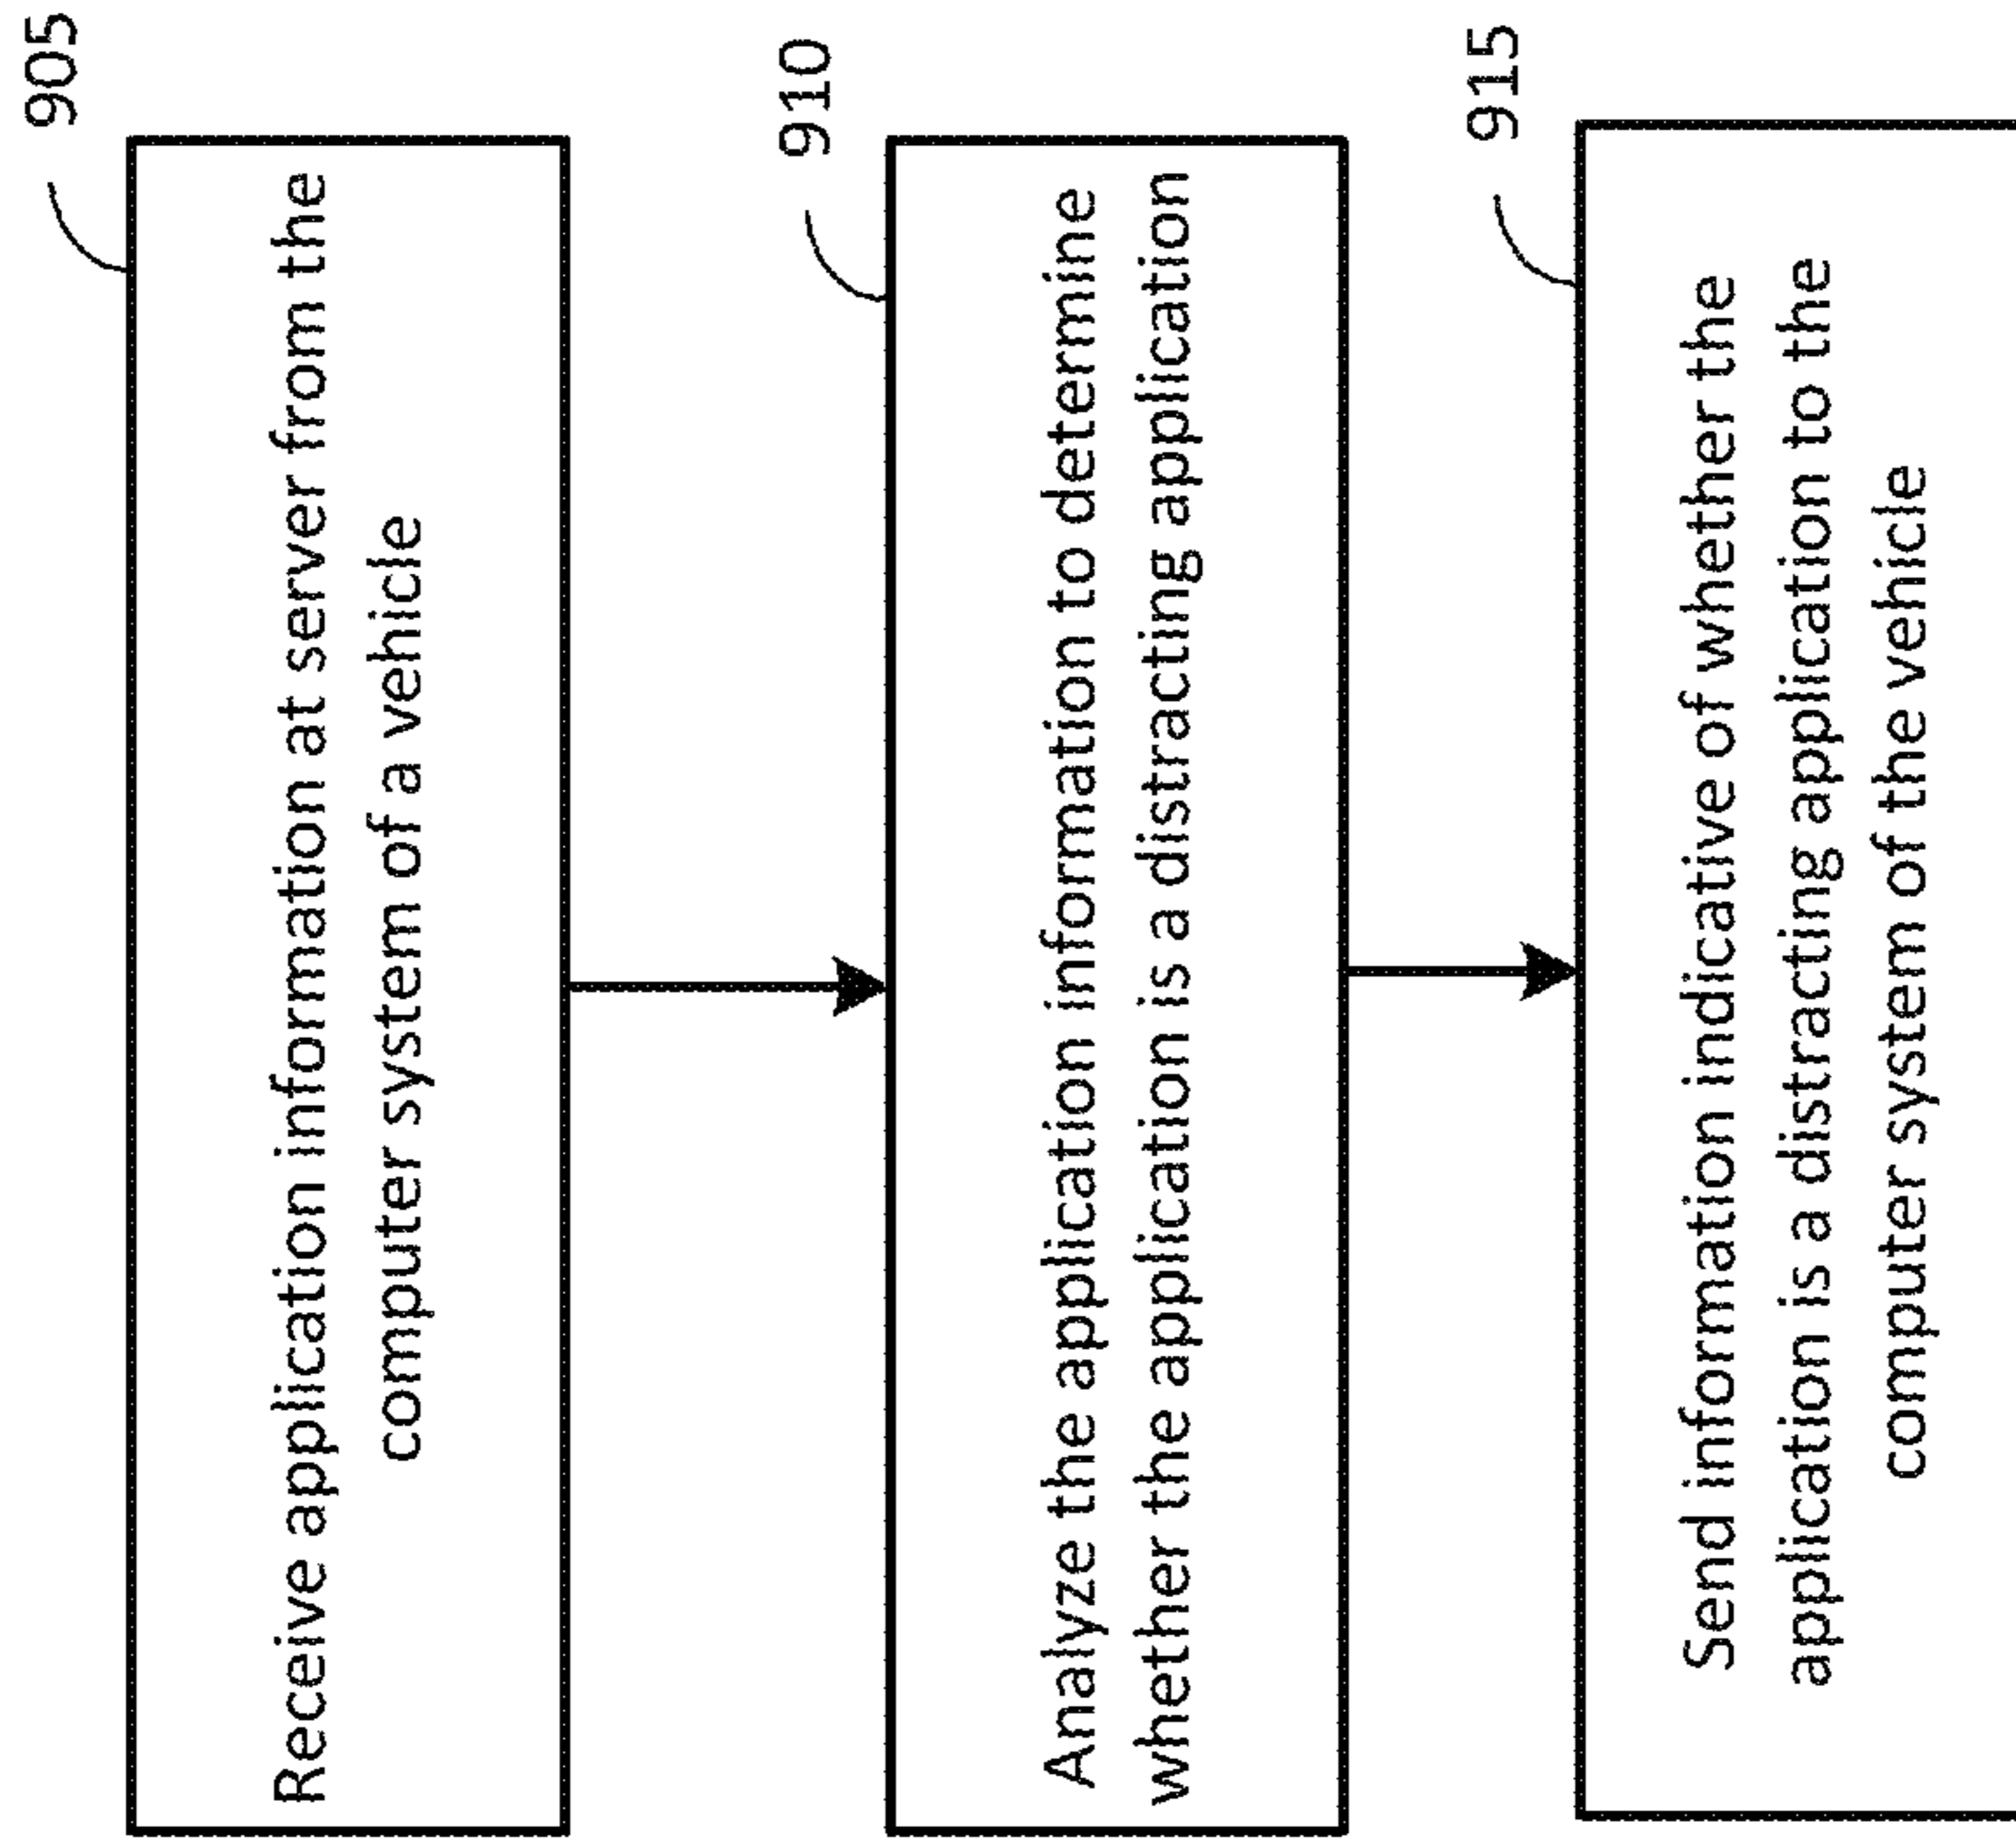 905
Receive application information at server from the
computer system of a vehicle
910
Analyze the application information to determine
whether the application is a distracting application
915
Send information indicative of whether the
application is a distracting application to the
computer system of the vehicle